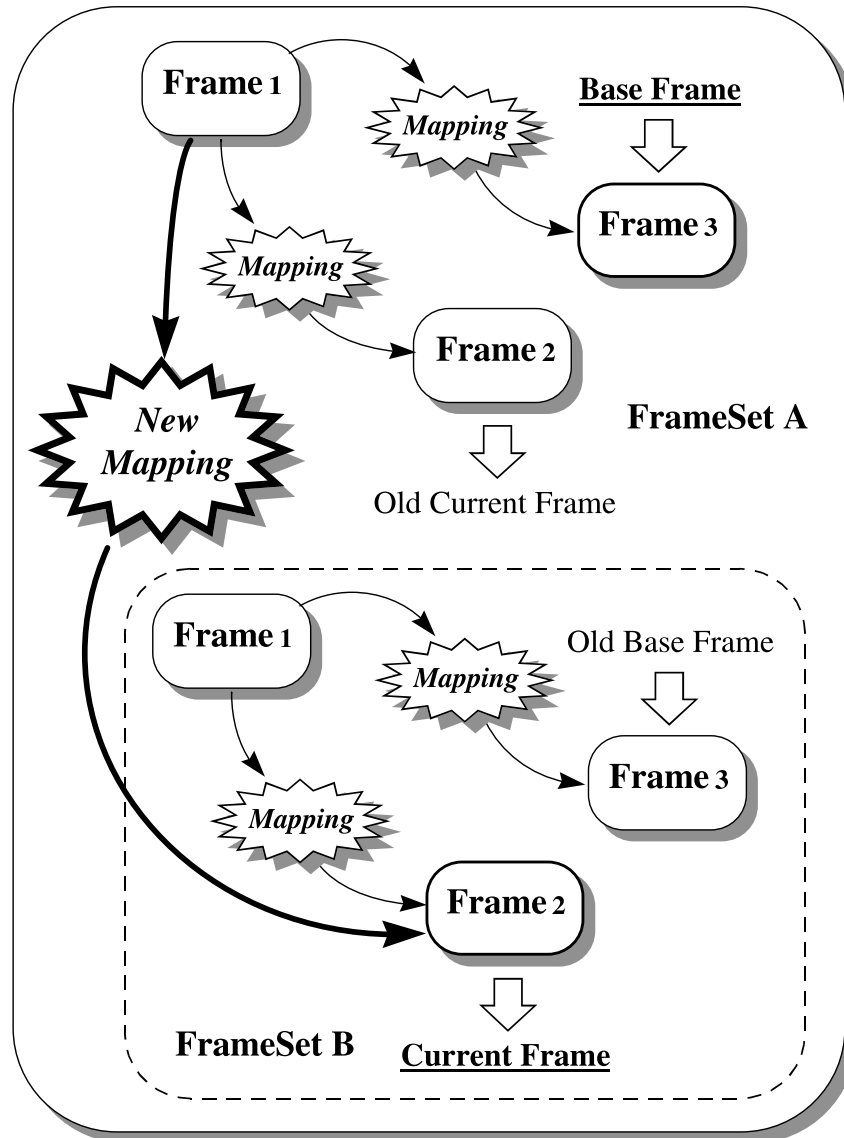 Frame 1
Mapping
Base Frame
Frame 3
Mapping
Frame 2
New
Mapping
FrameSet A
Old Current Frame
Frame 1
Mapping
Old Base Frame
Frame 3
Mapping
Frame 2
FrameSet B
Current Frame